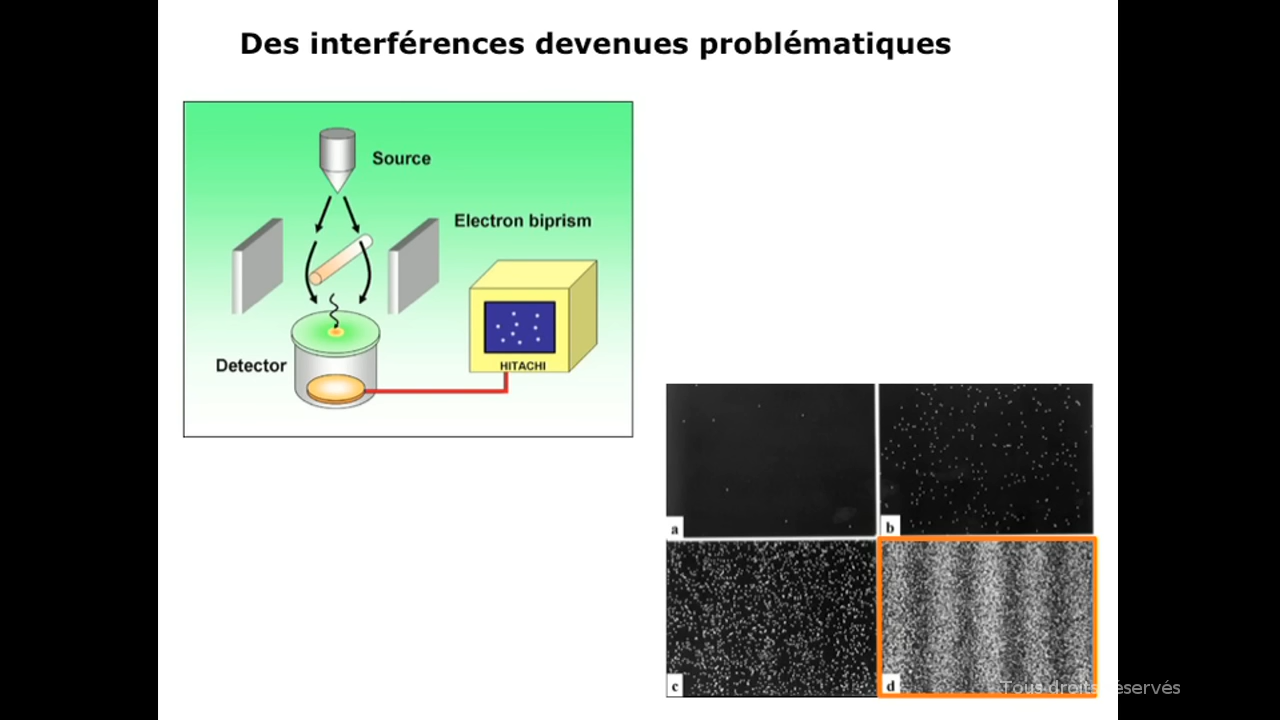 Des interférences devenues problématiques
Source
Electron biprism
Detector
HITACHI
a
b
c
d
Tous droits réservés